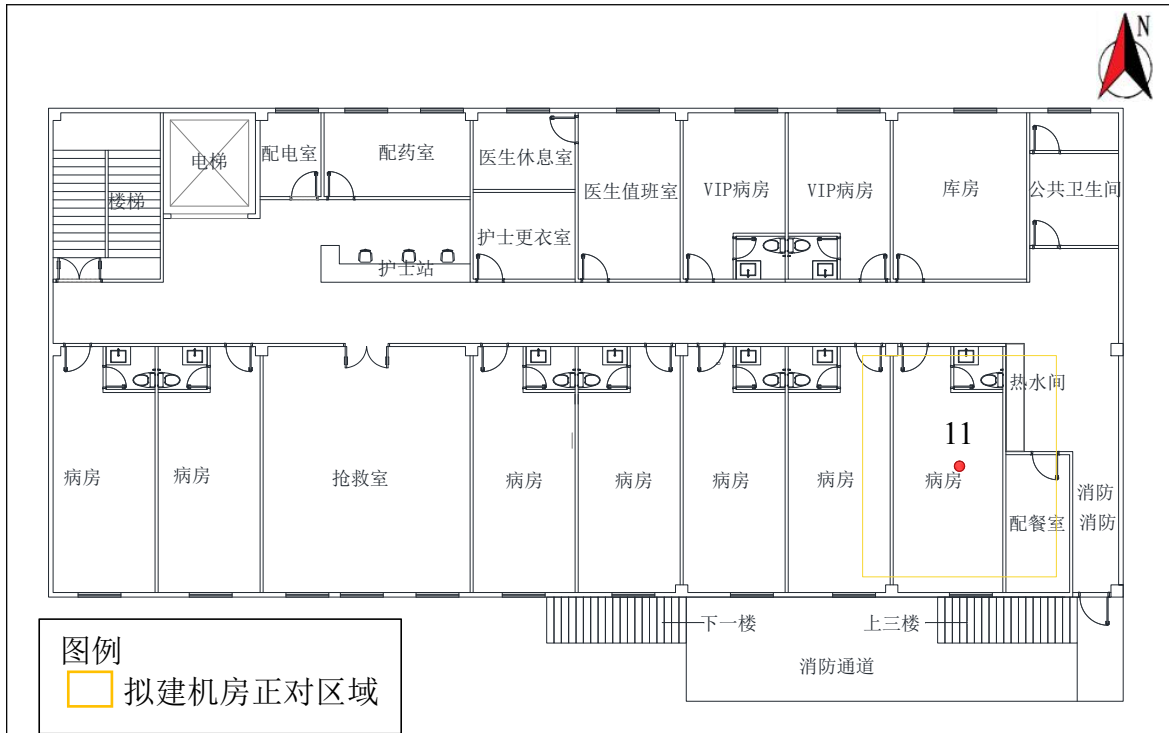 N
电梯
配电室
配药室
医生休息室
楼梯
医生值班室
VIP病房
VIP病房
库房
公共卫生间
护士更衣室
护士站
热水间
11
病房
病房
抢救室
病房
病房
病房
病房
病房
消防
消防
配餐室
下一楼
上三楼
消防通道
图例
拟建机房正对区域